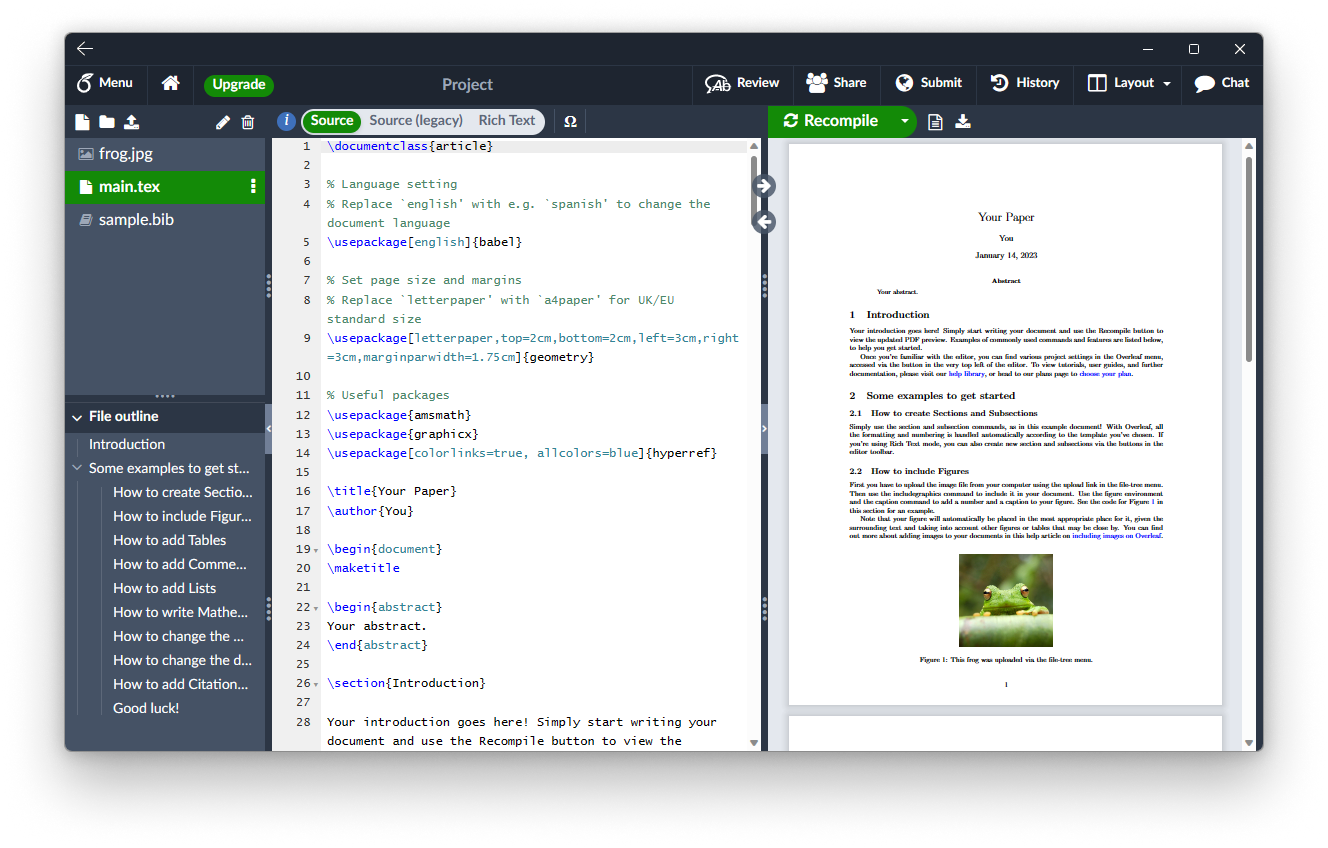 Menu
Upgrade
Project
Review
Share
Submit
History
Layout
Chat
Source
Source (legacy)
Rich Text
Ω
Recompile
frog.jpg
main.tex
sample.bib
File outline
Introduction
Some examples to get st...
How to create Sectio...
How to include Figur...
How to add Tables
How to add Comme...
How to add Lists
How to write Mathe...
How to change the ...
How to change the d...
How to add Citation...
Good luck!
1 \documentclass{article}
2
3 % Language setting
4 % Replace `english' with e.g. `spanish' to change the
document language
5 \usepackage[english]{babel}
6
7 % Set page size and margins
8 % Replace `letterpaper' with `a4paper' for UK/EU
standard size
9 \usepackage[letterpaper,top=2cm,bottom=2cm,left=3cm,right
=3cm,marginparwidth=1.75cm]{geometry}
10
11 % Useful packages
12 \usepackage{amsmath}
13 \usepackage{graphicx}
14 \usepackage[colorlinks=true, allcolors=blue]{hyperref}
15
16 \title{Your Paper}
17 \author{You}
18
19 \begin{document}
20 \maketitle
21
22 \begin{abstract}
23 Your abstract.
24 \end{abstract}
25
26 \section{Introduction}
27
28 Your introduction goes here! Simply start writing your
document and use the Recompile button to view the
Your Paper
You
January 14, 2023
Abstract
Your abstract.
1 Introduction
Your introduction goes here! Simply start writing your document and use the Recompile button to
view the updated PDF preview. Examples of commonly used commands and features are listed below,
to help you get started.
Once you're familiar with the editor, you can find various project settings in the Overleaf menu,
accessed via the button in the very top left of the editor. To view tutorials, user guides, and further
documentation, please visit our help library, or head to our plans page to choose your plan.
2 Some examples to get started
2.1 How to create Sections and Subsections
Simply use the section and subsection commands, as in this example document! With Overleaf, all
the formatting and numbering is handled automatically according to the template you've chosen. If
you're using Rich Text mode, you can also create new section and subsections via the buttons in the
editor toolbar.
2.2 How to include Figures
First you have to upload the image file from your computer using the upload link in the file-tree menu.
Then use the includegraphics command to include it in your document. Use the figure environment
and the caption command to add a number and a caption to your figure. See the code for Figure 1 in
this section for an example.
Note that your figure will automatically be placed in the most appropriate place for it, given the
surrounding text and taking into account other figures or tables that may be close by. You can find
out more about adding images to your documents in this help article on including images on Overleaf.
Figure 1: This frog was uploaded via the file-tree menu.
1